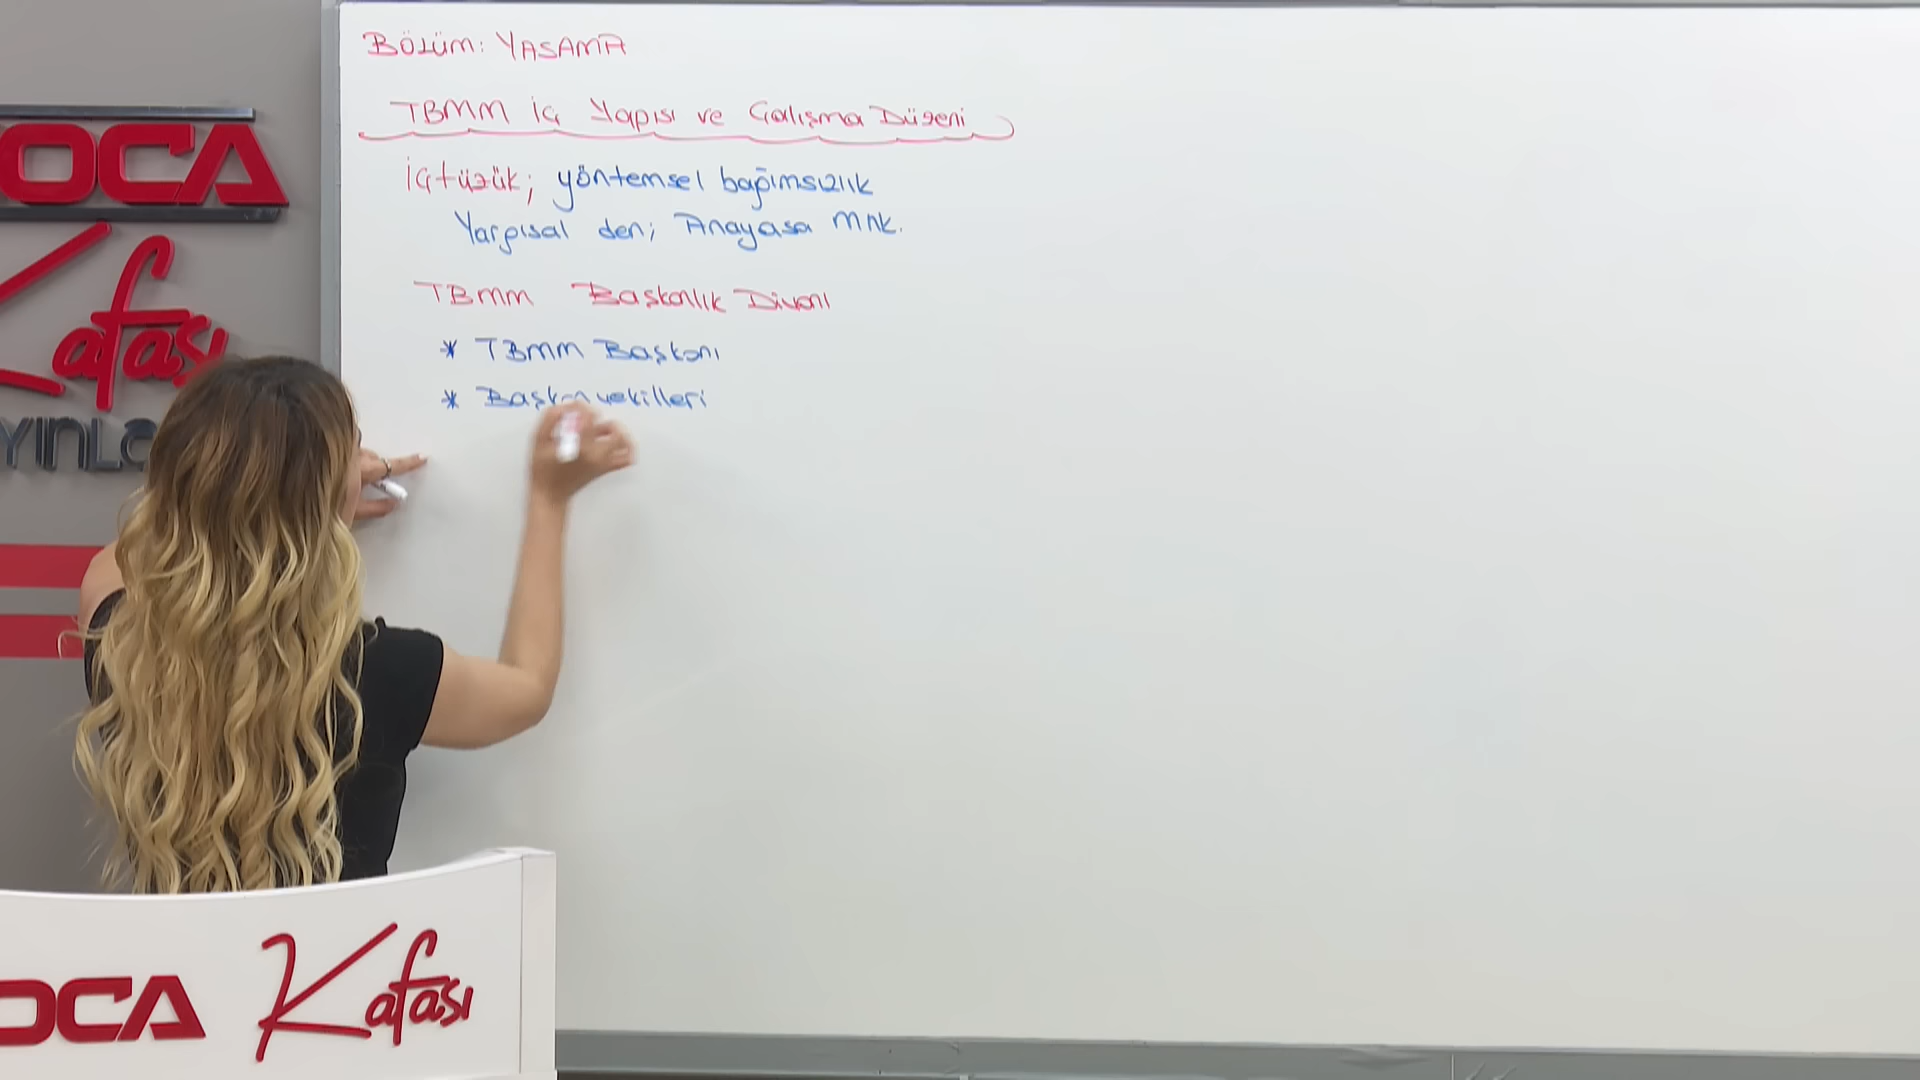 BÖLÜM: YASAMA
TBMM İÇ Yapısı ve Çalışma Düzeni
İçtüzük; yöntemsel bağımsızlık
Yargısal den; Anayasa Mhk.
TBMM Başkanlık Divanı
* TBMM Başkanı
* Başkanvekilleri
OCA
Kafası
YINLA
OCA Kafası